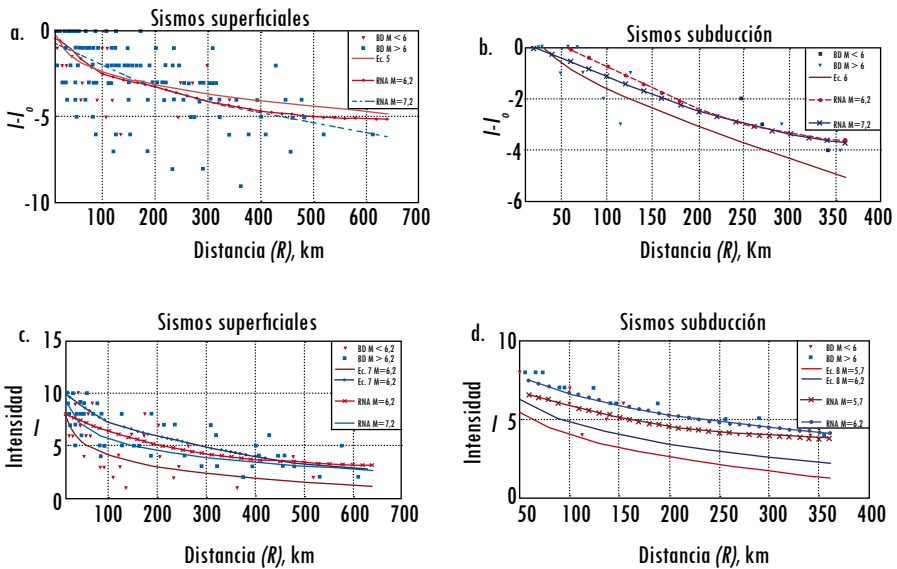 Sismos superficiales
a.
0
-5
-10
I-I₀
100 200 300 400 500 600 700
Distancia (R), km
BD M < 6
BD M > 6
Ec. 5
RNA M=6,2
RNA M=7,2
Sismos subducción
b.
0
-2
-4
-6
I-I₀
50 100 150 200 250 300 350 400
Distancia (R), Km
BD M < 6
BD M > 6
Ec. 6
RNA M=6,2
RNA M=7,2
Sismos superficiales
c.
15
10
5
0
Intensidad
I
100 200 300 400 500 600 700
Distancia (R), km
BD M < 6,2
BD M > 6,2
Ec. 7 M=6,2
Ec. 7 M=6,2
RNA M=6,2
RNA M=7,2
Sismos subducción
d.
10
5
0
Intensidad
I
50 100 150 200 250 300 350 400
Distancia (R), km
BD M < 6
BD M > 6
Ec. 8 M=5,7
Ec. 8 M=6,2
RNA M=5,7
RNA M=6,2